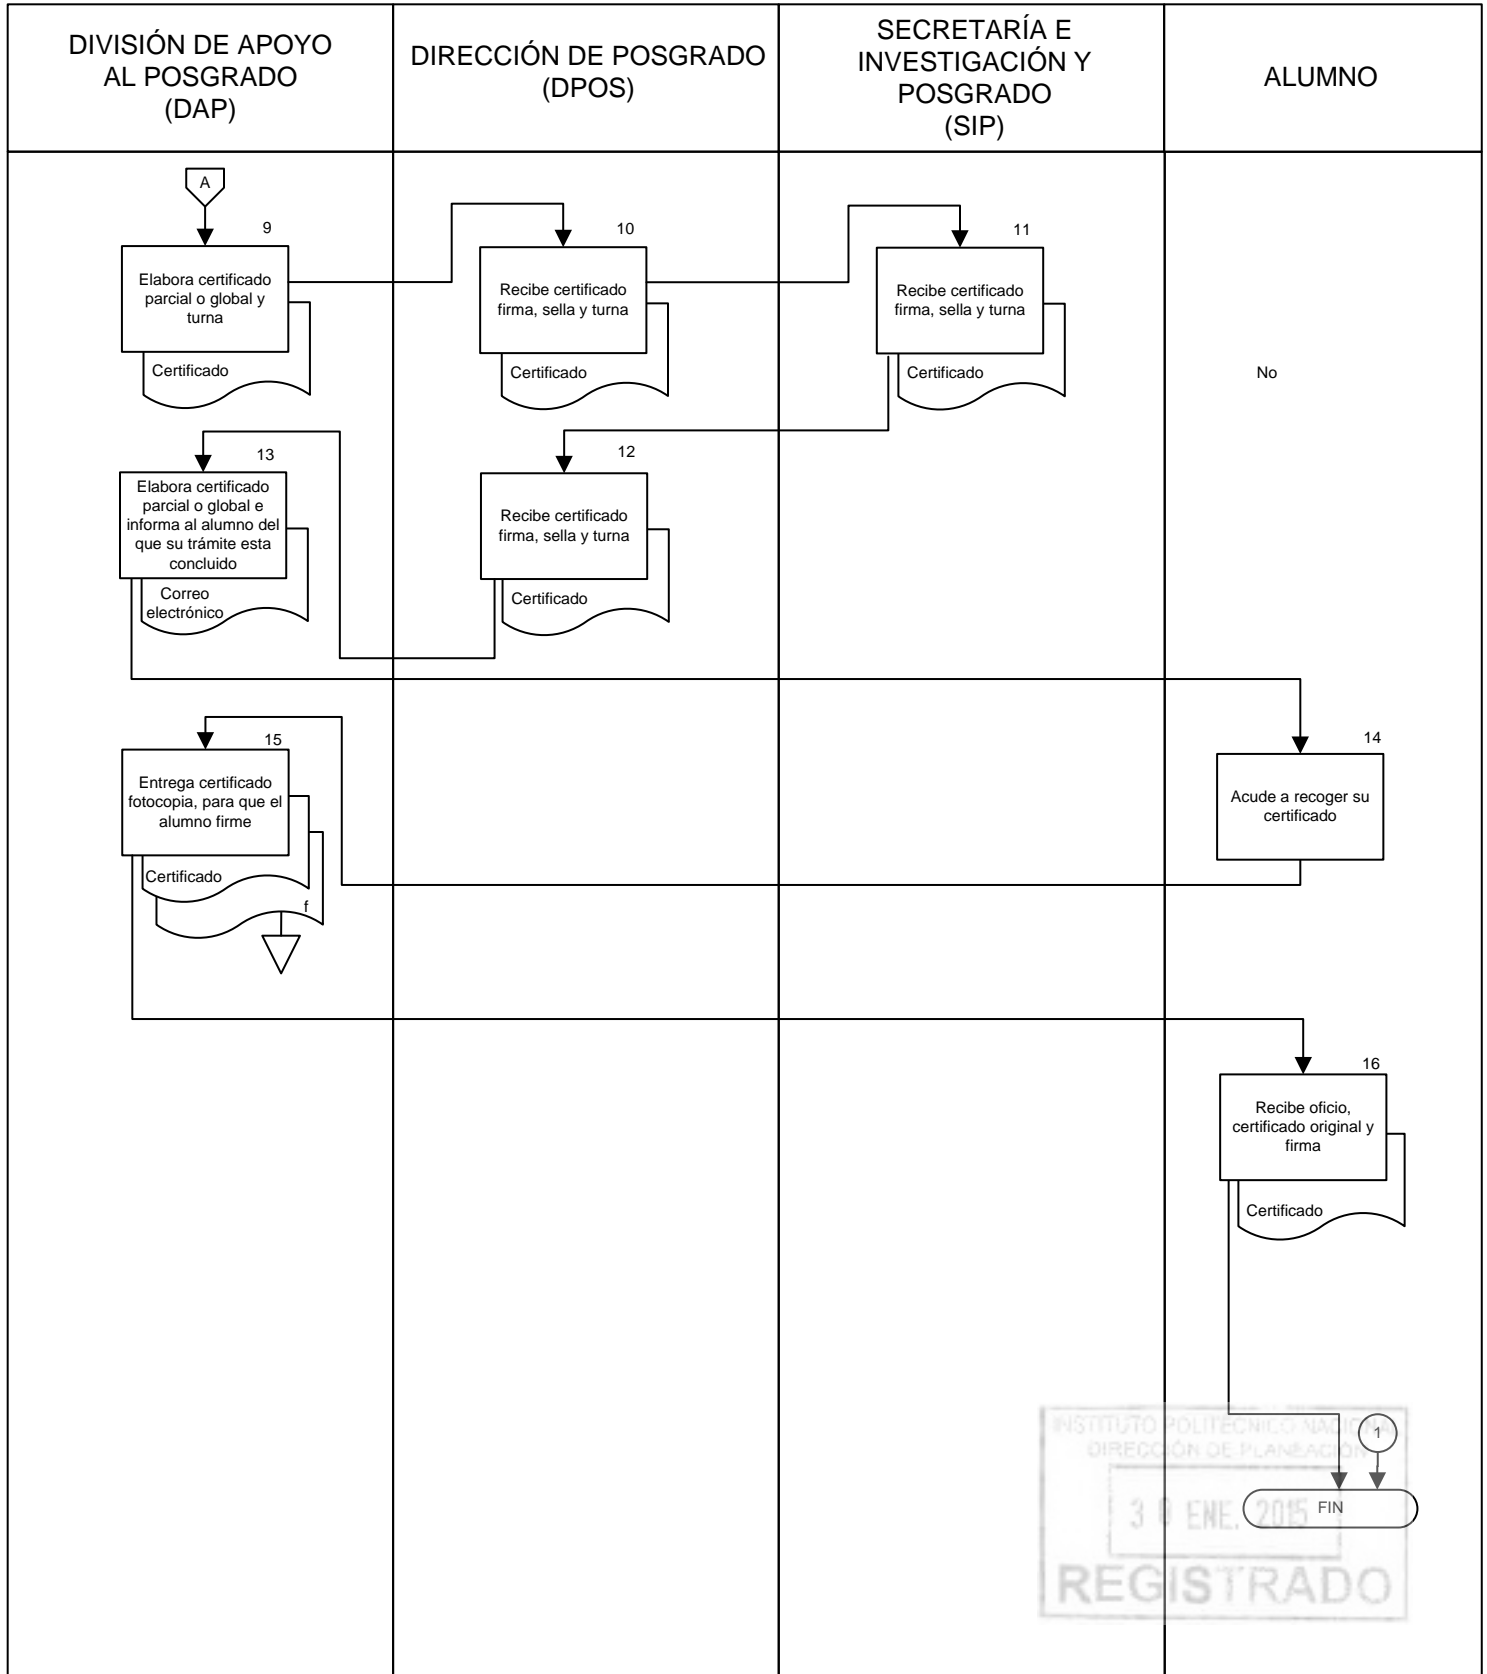 DIVISIÓN DE APOYO
AL POSGRADO
(DAP)
DIRECCIÓN DE POSGRADO
(DPOS)
SECRETARÍA E
INVESTIGACIÓN Y
POSGRADO
(SIP)
ALUMNO
A
9
Elabora certificado
parcial o global y
turna
Certificado
10
Recibe certificado
firma, sella y turna
Certificado
11
Recibe certificado
firma, sella y turna
Certificado
No
13
Elabora certificado
parcial o global e
informa al alumno del
que su trámite esta
concluido
Correo
electrónico
12
Recibe certificado
firma, sella y turna
Certificado
15
Entrega certificado
fotocopia, para que el
alumno firme
Certificado
f
14
Acude a recoger su
certificado
16
Recibe oficio,
certificado original y
firma
Certificado
INSTITUTO POLITECNICO NACIONAL
DIRECCIÓN DE PLANEACIÓN
1
ENE. 2015
FIN
REGISTRADO